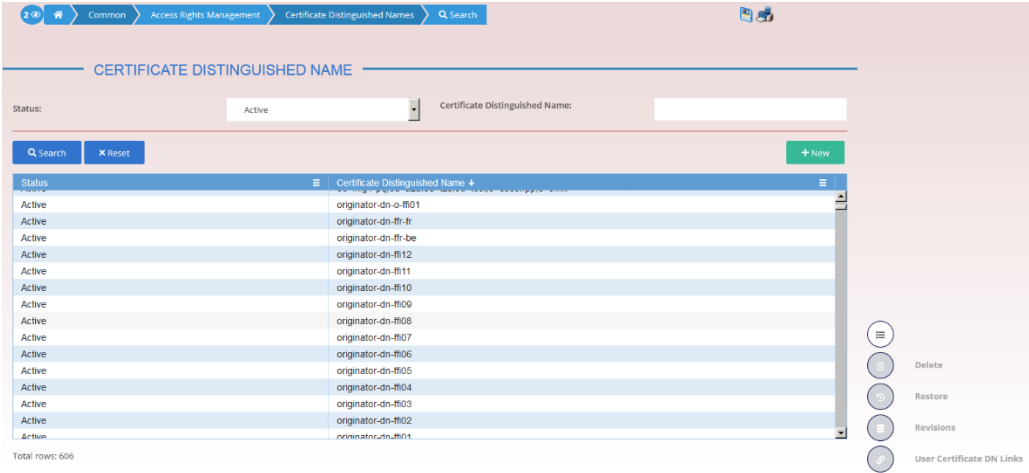 2 Common Access Rights Management Certificate Distinguished Names Search
CERTIFICATE DISTINGUISHED NAME
Status: Active Certificate Distinguished Name:
Search Reset New
Status Certificate Distinguished Name
Active originator-dn-o-ffi01
Active originator-dn-ffr-fr
Active originator-dn-ffr-be
Active originator-dn-ffi12
Active originator-dn-ffi11
Active originator-dn-ffi10
Active originator-dn-ffi09
Active originator-dn-ffi08
Active originator-dn-ffi07
Active originator-dn-ffi06
Active originator-dn-ffi05
Active originator-dn-ffi04
Active originator-dn-ffi03
Active originator-dn-ffi02
Active originator-dn-ffi01
Total rows: 606
Delete
Restore
Revisions
User Certificate DN Links